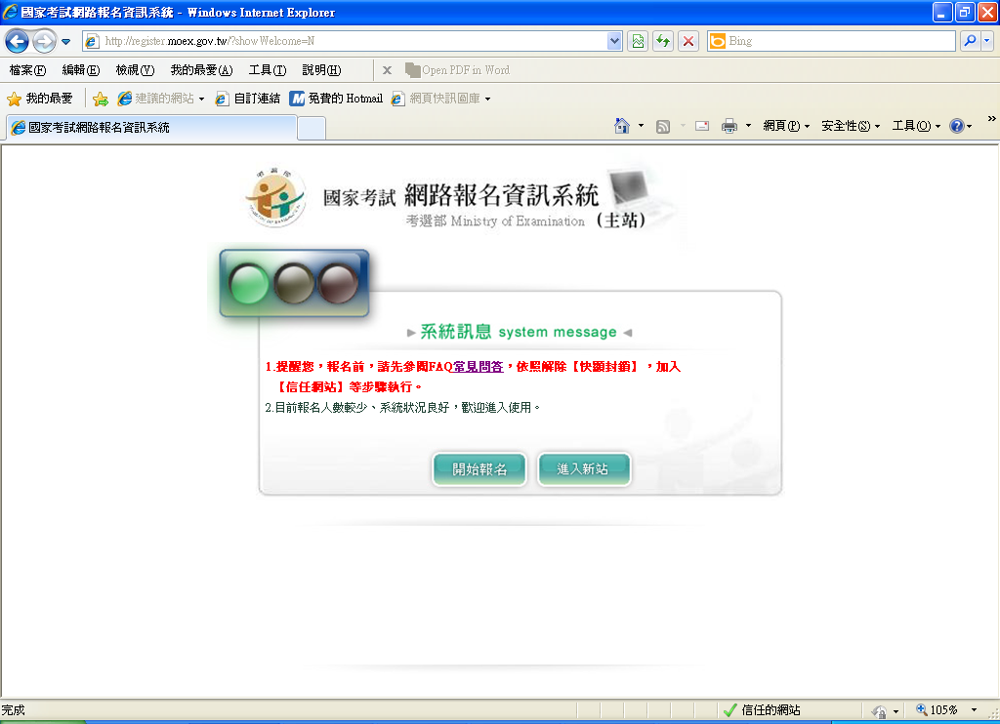 國家考試網路報名資訊系統 - Windows Internet Explorer
http://register.moex.gov.tw/?showWelcome=N
Bing
檔案(F) 編輯(E) 檢視(V) 我的最愛(A) 工具(T) 說明(H) x Open PDF in Word
我的最愛 建議的網站 自訂連結 免費的 Hotmail 網頁快訊圖庫
國家考試網路報名資訊系統 網頁(P) 安全性(S) 工具(O) »
國家考試 網路報名資訊系統
考選部 Ministry of Examination (主站)
系統訊息 system message
1.提醒您，報名前，請先參閱FAQ常見問答，依照解除【快顯封鎖】，加入
【信任網站】等步驟執行。
2.目前報名人數較少、系統狀況良好，歡迎進入使用。
開始報名 進入新站
完成 信任的網站 105%